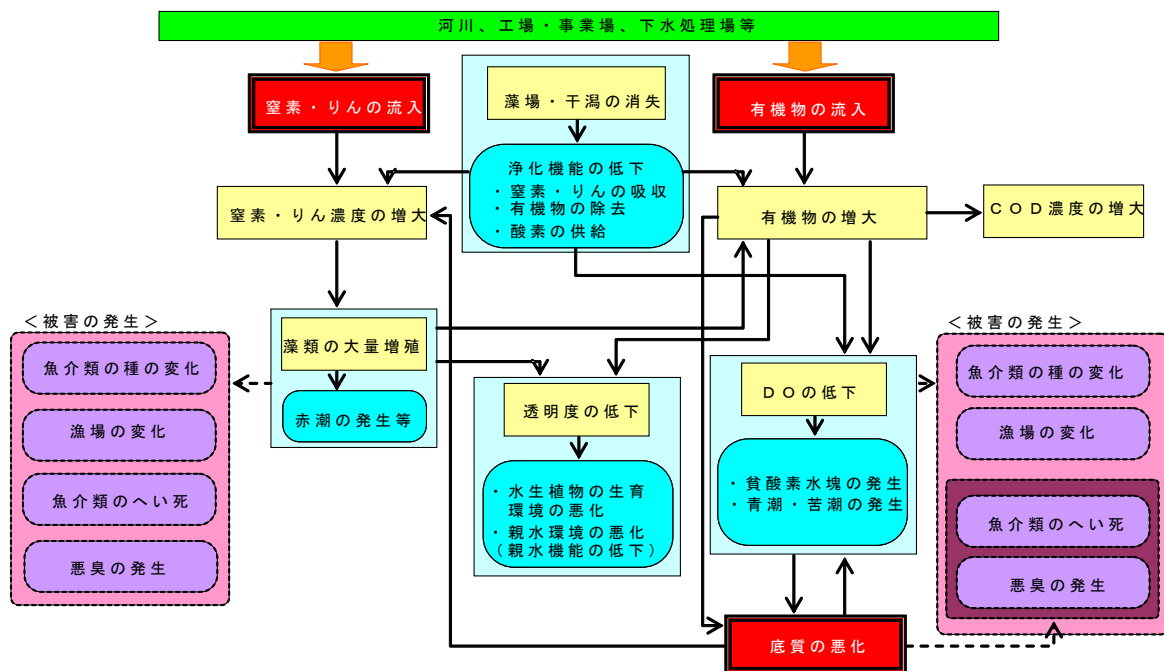 河川、工場・事業場、下水処理場等
窒素・りんの流入
藻場・干潟の消失
有機物の流入
浄化機能の低下
・窒素・りんの吸収
・有機物の除去
・酸素の供給
窒素・りん濃度の増大
有機物の増大
ＣＯＤ濃度の増大
＜被害の発生＞
魚介類の種の変化
漁場の変化
魚介類のへい死
悪臭の発生
藻類の大量増殖
赤潮の発生等
透明度の低下
・水生植物の生育
環境の悪化
・親水環境の悪化
（親水機能の低下）
ＤＯの低下
・貧酸素水塊の発生
・青潮・苦潮の発生
＜被害の発生＞
魚介類の種の変化
漁場の変化
魚介類のへい死
悪臭の発生
底質の悪化